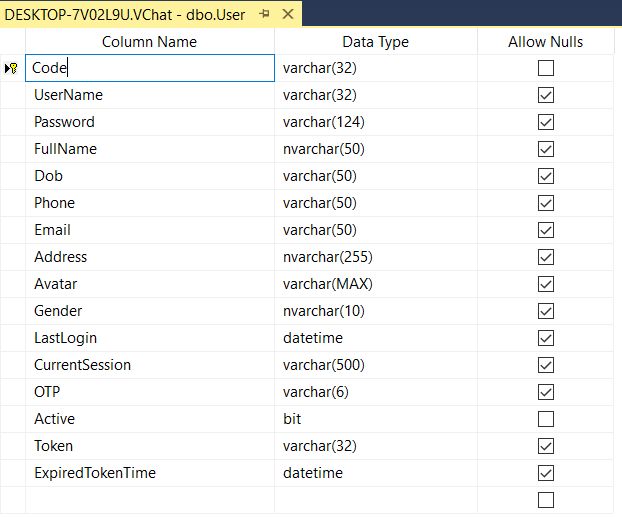 DESKTOP-7V02L9U.VChat - dbo.User
Column Name Data Type Allow Nulls
Code varchar(32)
UserName varchar(32)
Password varchar(124)
FullName nvarchar(50)
Dob varchar(50)
Phone varchar(50)
Email varchar(50)
Address nvarchar(255)
Avatar varchar(MAX)
Gender nvarchar(10)
LastLogin datetime
CurrentSession varchar(500)
OTP varchar(6)
Active bit
Token varchar(32)
ExpiredTokenTime datetime